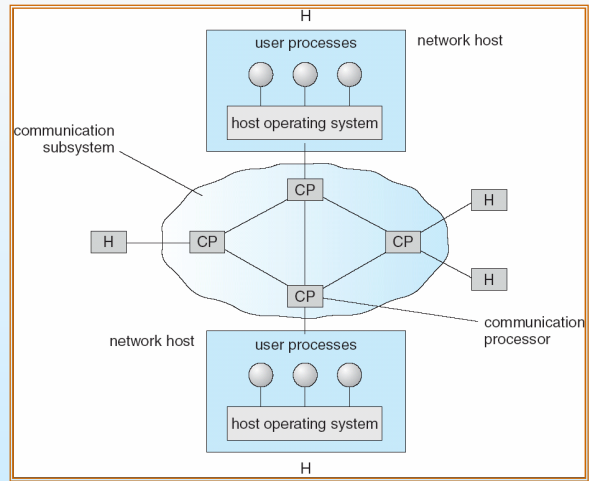 H
user processes
network host
host operating system
communication
subsystem
CP
H
H
CP
CP
H
CP
communication
processor
network host
user processes
host operating system
H